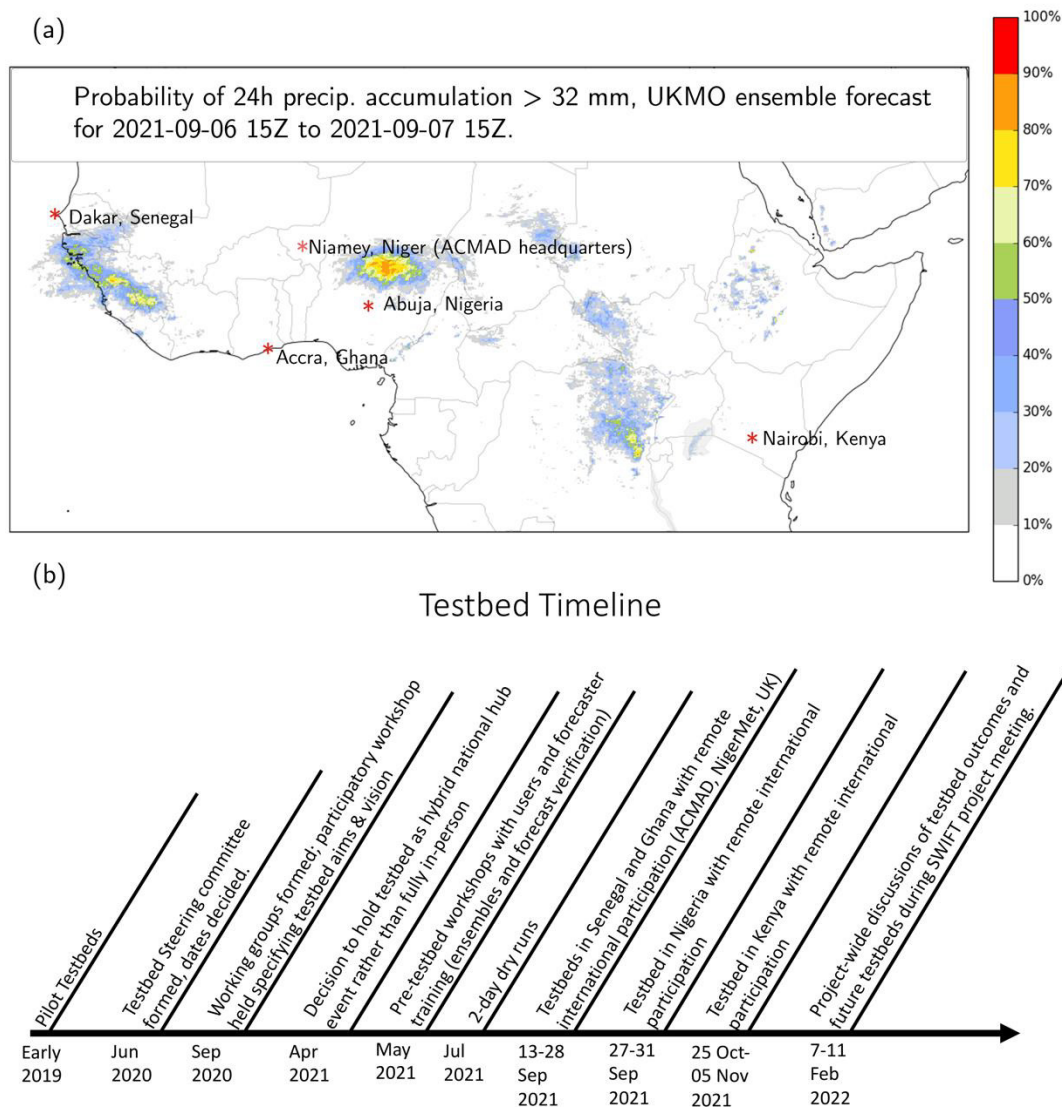 (a)
Probability of 24h precip. accumulation > 32 mm, UKMO ensemble forecast
for 2021-09-06 15Z to 2021-09-07 15Z.
Dakar, Senegal
Niamey, Niger (ACMAD headquarters)
Abuja, Nigeria
Accra, Ghana
Nairobi, Kenya
100%
90%
80%
70%
60%
50%
40%
30%
20%
10%
0%
(b)
Testbed Timeline
Pilot Testbeds
Testbed Steering committee
formed, dates decided.
Working groups formed; participatory workshop
held specifying testbed aims & vision
Decision to hold testbed as hybrid national hub
event rather than fully in-person
Pre-testbed workshops with users and forecaster
training (ensembles and forecast verification)
2-day dry runs
Testbeds in Senegal and Ghana with remote
international participation (ACMAD, NigerMet, UK)
Testbed in Nigeria with remote international
participation
Testbed in Kenya with remote international
participation
Project-wide discussions of testbed outcomes and
future testbeds during SWIFT project meeting.
Early
2019
Jun
2020
Sep
2020
Apr
2021
May
2021
Jul
2021
13-28
Sep
2021
27-31
Sep
2021
25 Oct-
05 Nov
2021
7-11
Feb
2022